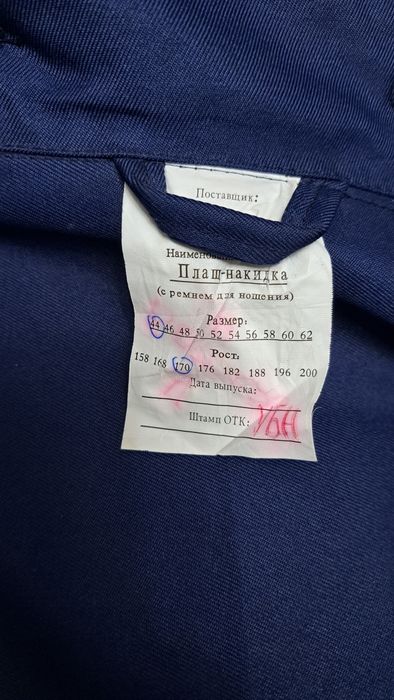 Поставщик:
Плащ-накидка
(с ремнем для ношения)
Размер:
44 46 48 50 52 54 56 58 60 62
Рост:
158 168 170 176 182 188 196 200
Дата выпуска:
Штамп ОТК: